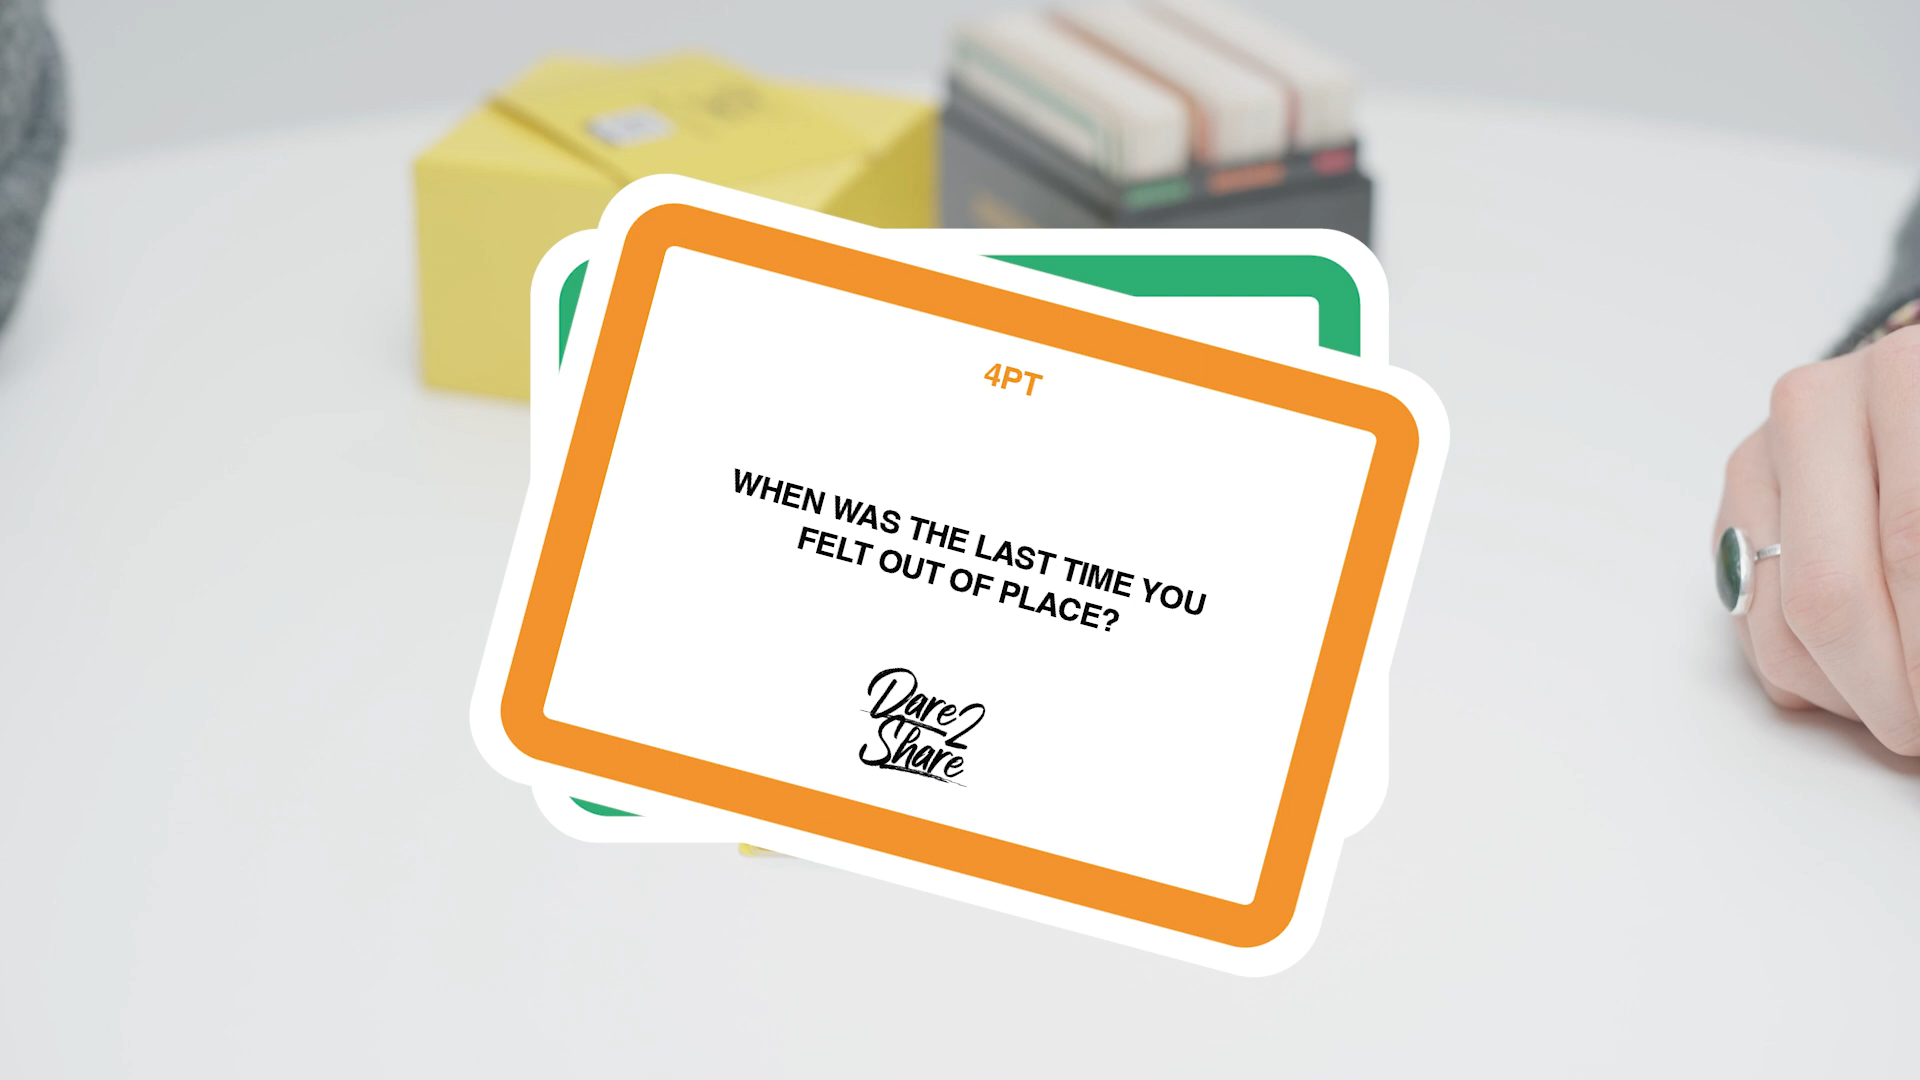 4PT
WHEN WAS THE LAST TIME YOU
FELT OUT OF PLACE?
Dare2
Share